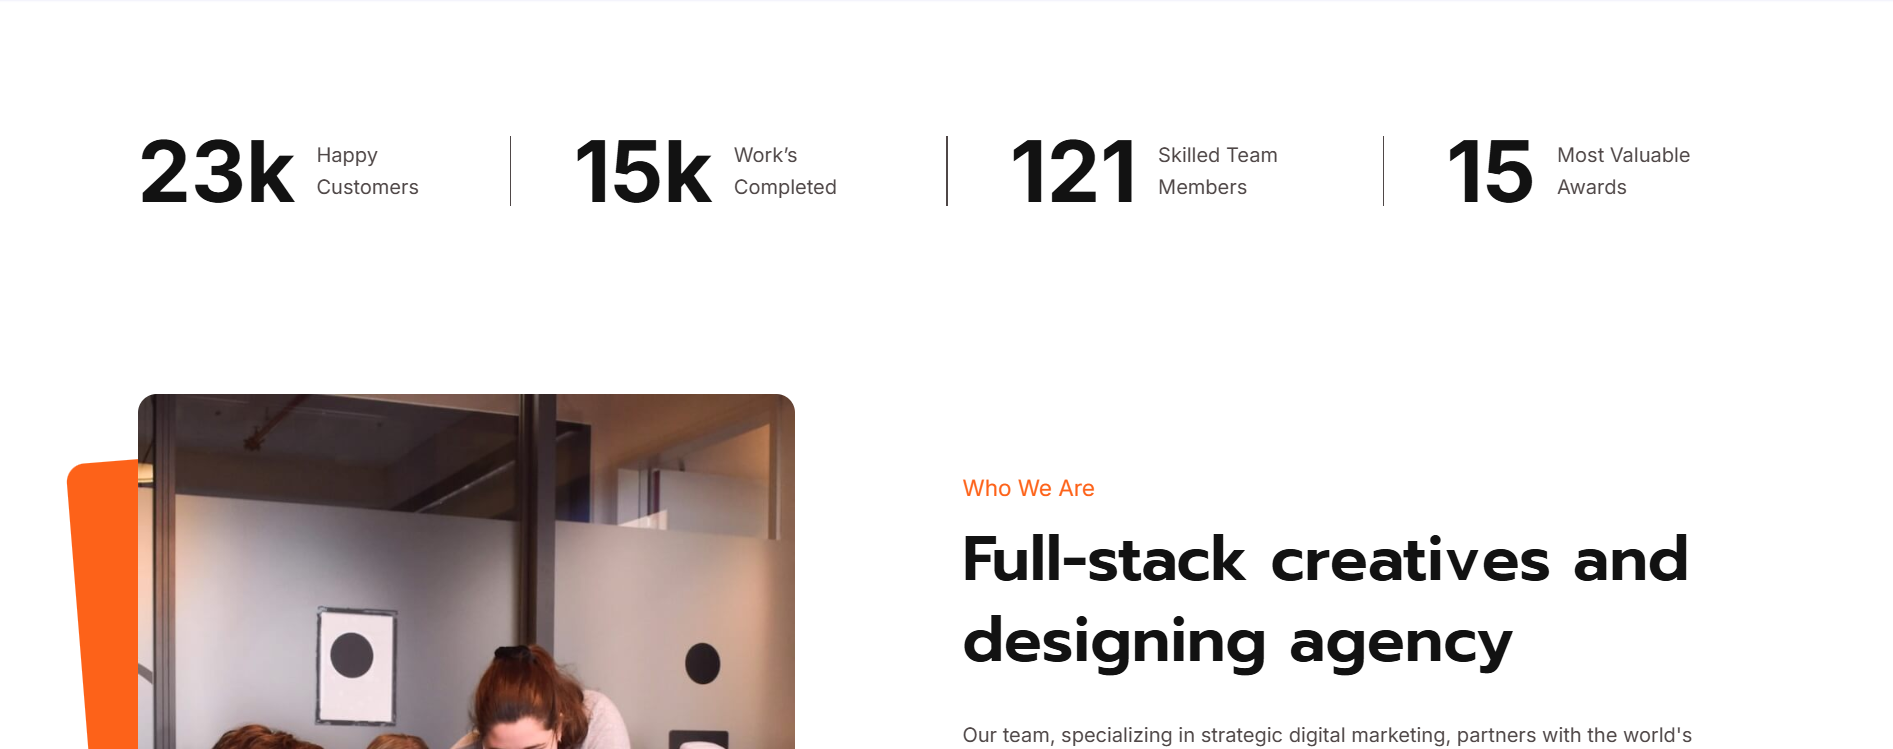 23k Happy
Customers
15k Work’s
Completed
121 Skilled Team
Members
15 Most Valuable
Awards
Who We Are
Full-stack creatives and
designing agency
Our team, specializing in strategic digital marketing, partners with the world's